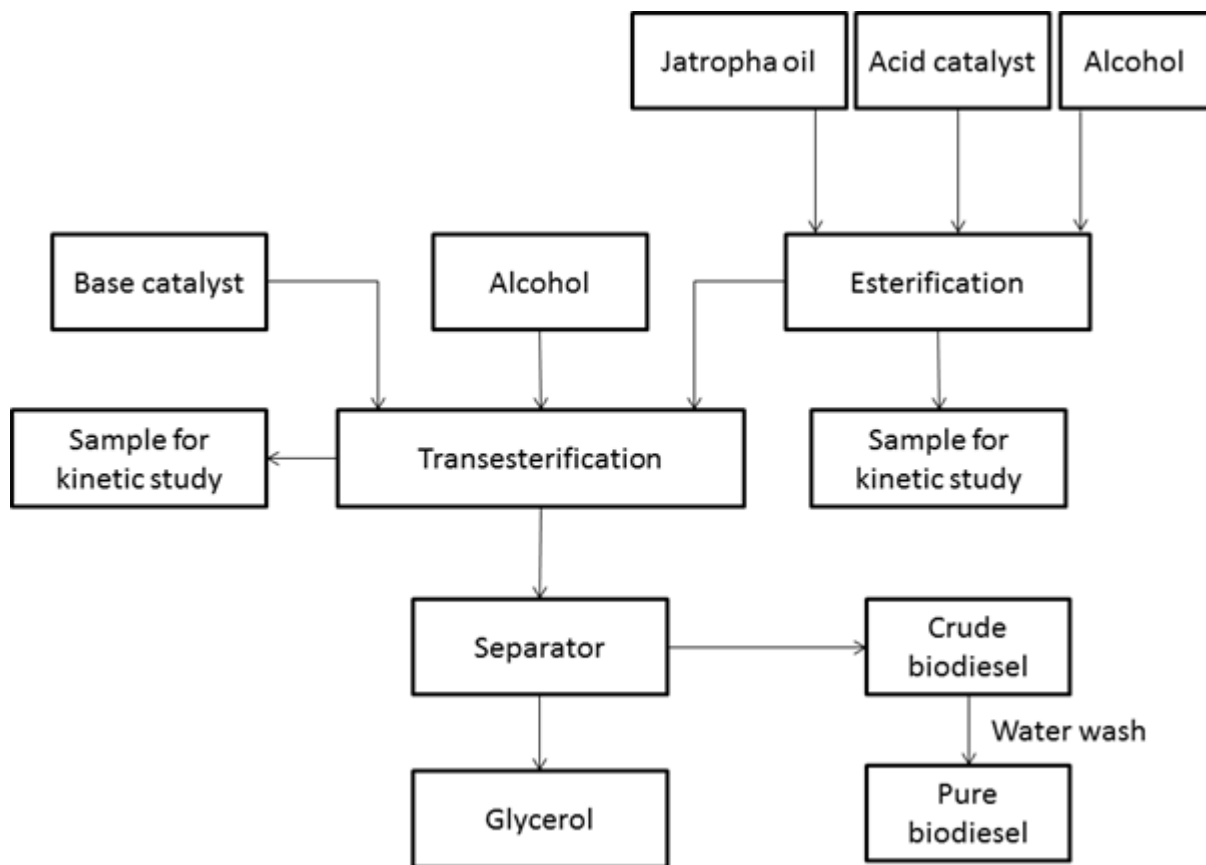 Jatropha oil
Acid catalyst
Alcohol
Base catalyst
Alcohol
Esterification
Sample for
kinetic study
Transesterification
Sample for
kinetic study
Separator
Crude
biodiesel
Water wash
Glycerol
Pure
biodiesel